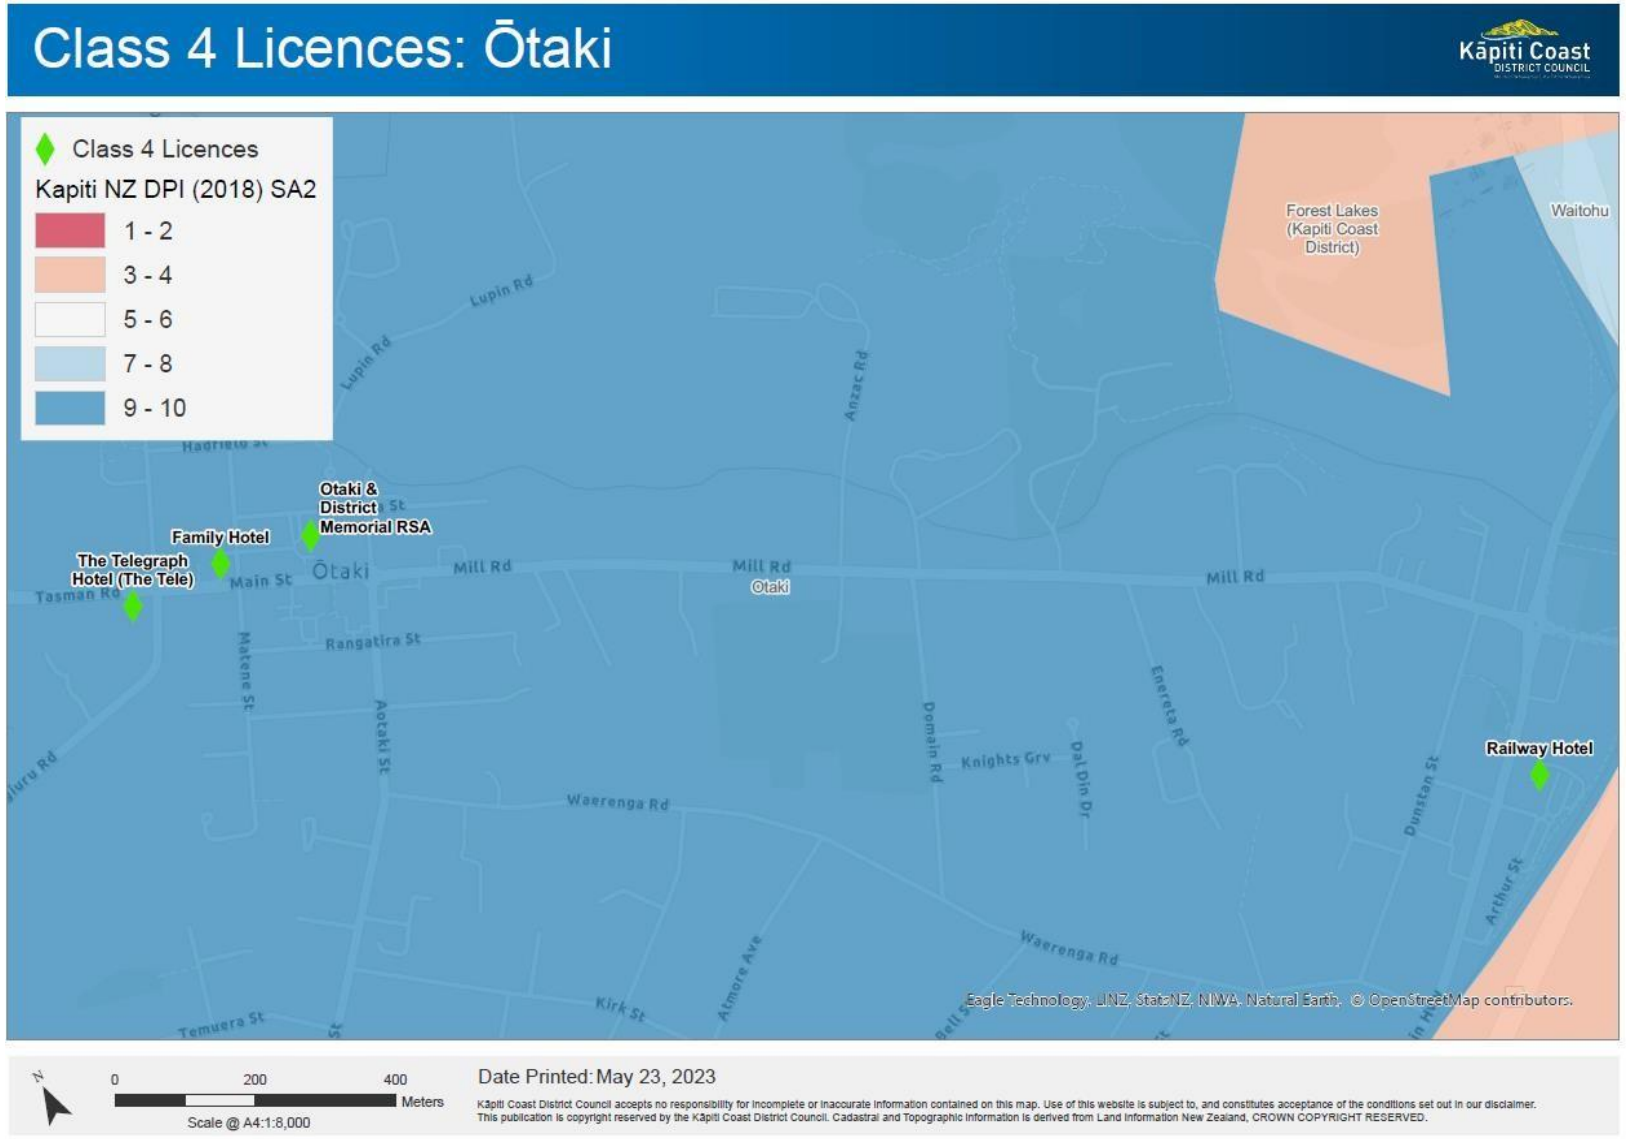 Class 4 Licences: Ōtaki
Kāpiti Coast
DISTRICT COUNCIL
Class 4 Licences
Kapiti NZ DPI (2018) SA2
1 - 2
3 - 4
5 - 6
7 - 8
9 - 10
Forest Lakes
(Kapiti Coast
District)
Waitohu
Lupin Rd
Lupin Rd
Anzac Rd
Hadfield St
Otaki &
District
Memorial RSA
St
Family Hotel
The Telegraph
Hotel (The Tele)
Tasman Rd
Main St
Ōtaki
Mill Rd
Mill Rd
Otaki
Mill Rd
Matene St
Rangatira St
Aotaki St
Domain Rd
Knights Grv
Dal Din Dr
Enereta Rd
Dunstan St
Railway Hotel
Rd
Waerenga Rd
Arthur St
Waerenga Rd
Atmore Ave
Kirk St
Temuera St
St
Bell S
Eagle Technology, LINZ, StatsNZ, NIWA, Natural Earth, © OpenStreetMap contributors.
N
0 200 400
Meters
Scale @ A4:1:8,000
Date Printed: May 23, 2023
Kāpiti Coast District Council accepts no responsibility for incomplete or inaccurate information contained on this map. Use of this website is subject to, and constitutes acceptance of the conditions set out in our disclaimer.
This publication is copyright reserved by the Kāpiti Coast District Council. Cadastral and Topographic Information is derived from Land Information New Zealand, CROWN COPYRIGHT RESERVED.